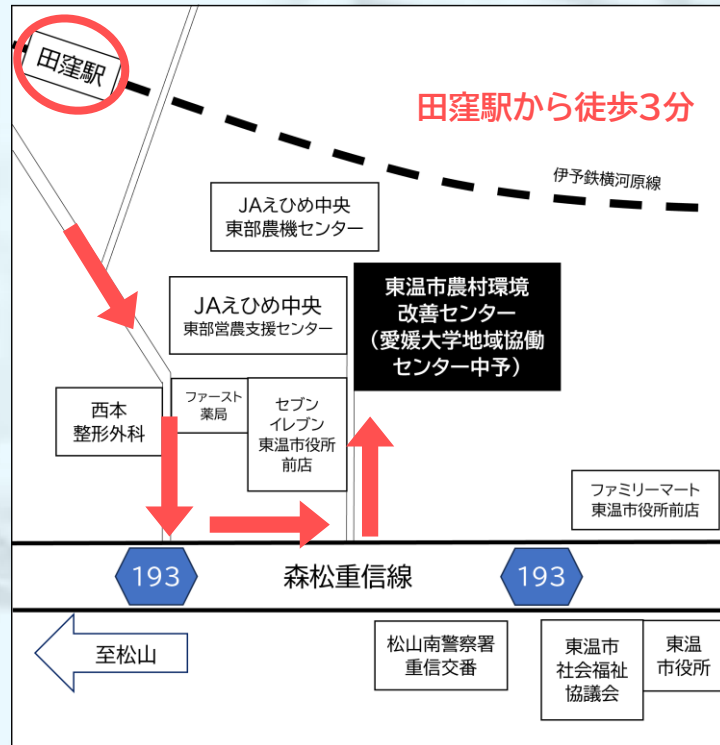 田窪駅
田窪駅から徒歩3分
伊予鉄横河原線
JAえひめ中央
東部農機センター
JAえひめ中央
東部営農支援センター
東温市農村環境
改善センター
（愛媛大学地域協働
センター中予）
西本
整形外科
ファースト
薬局
セブン
イレブン
東温市役所
前店
ファミリーマート
東温市役所前店
193
森松重信線
193
至松山
松山南警察署
重信交番
東温市
社会福祉
協議会
東温
市役所